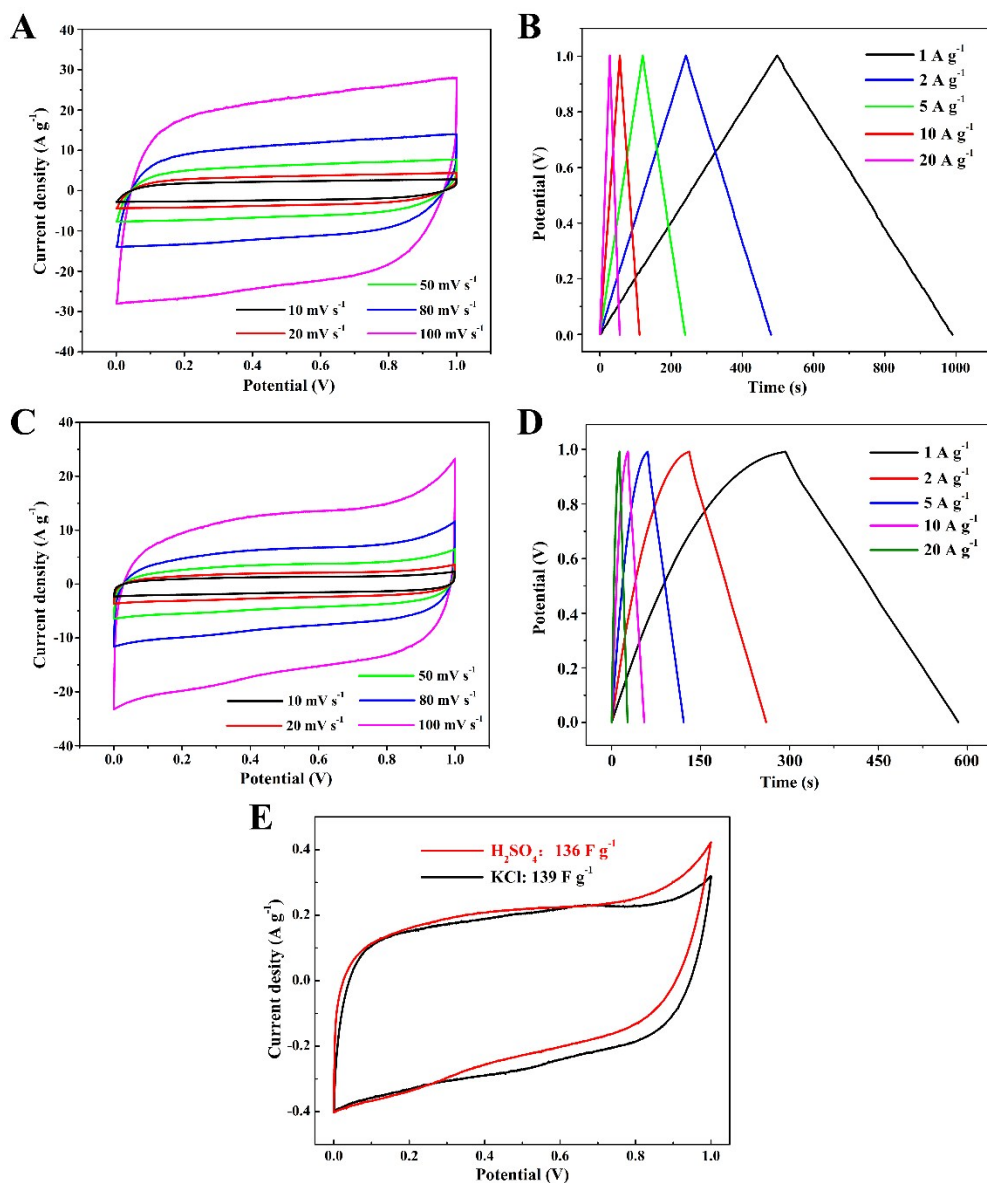 A
Current density (A g-1)
40
30
20
10
0
-10
-20
-30
-40
50 mV s-1
10 mV s-1
80 mV s-1
20 mV s-1
100 mV s-1
0.0
0.2
0.4
0.6
0.8
1.0
Potential (V)
B
Potential (V)
1.0
0.8
0.6
0.4
0.2
0.0
1 A g-1
2 A g-1
5 A g-1
10 A g-1
20 A g-1
0
200
400
600
800
1000
Time (s)
C
Current density (A g-1)
40
20
10
0
-10
-20
-40
50 mV s-1
10 mV s-1
80 mV s-1
20 mV s-1
100 mV s-1
0.0
0.2
0.4
0.6
0.8
1.0
Potential (V)
D
Potential (V)
1.0
0.8
0.6
0.4
0.2
0.0
1 A g-1
2 A g-1
5 A g-1
10 A g-1
20 A g-1
0
150
300
450
600
Time (s)
E
Current desity (A g-1)
0.4
0.2
0.0
-0.2
-0.4
H2SO4: 136 F g-1
KCl: 139 F g-1
0.0
0.2
0.4
0.6
0.8
1.0
Potential (V)